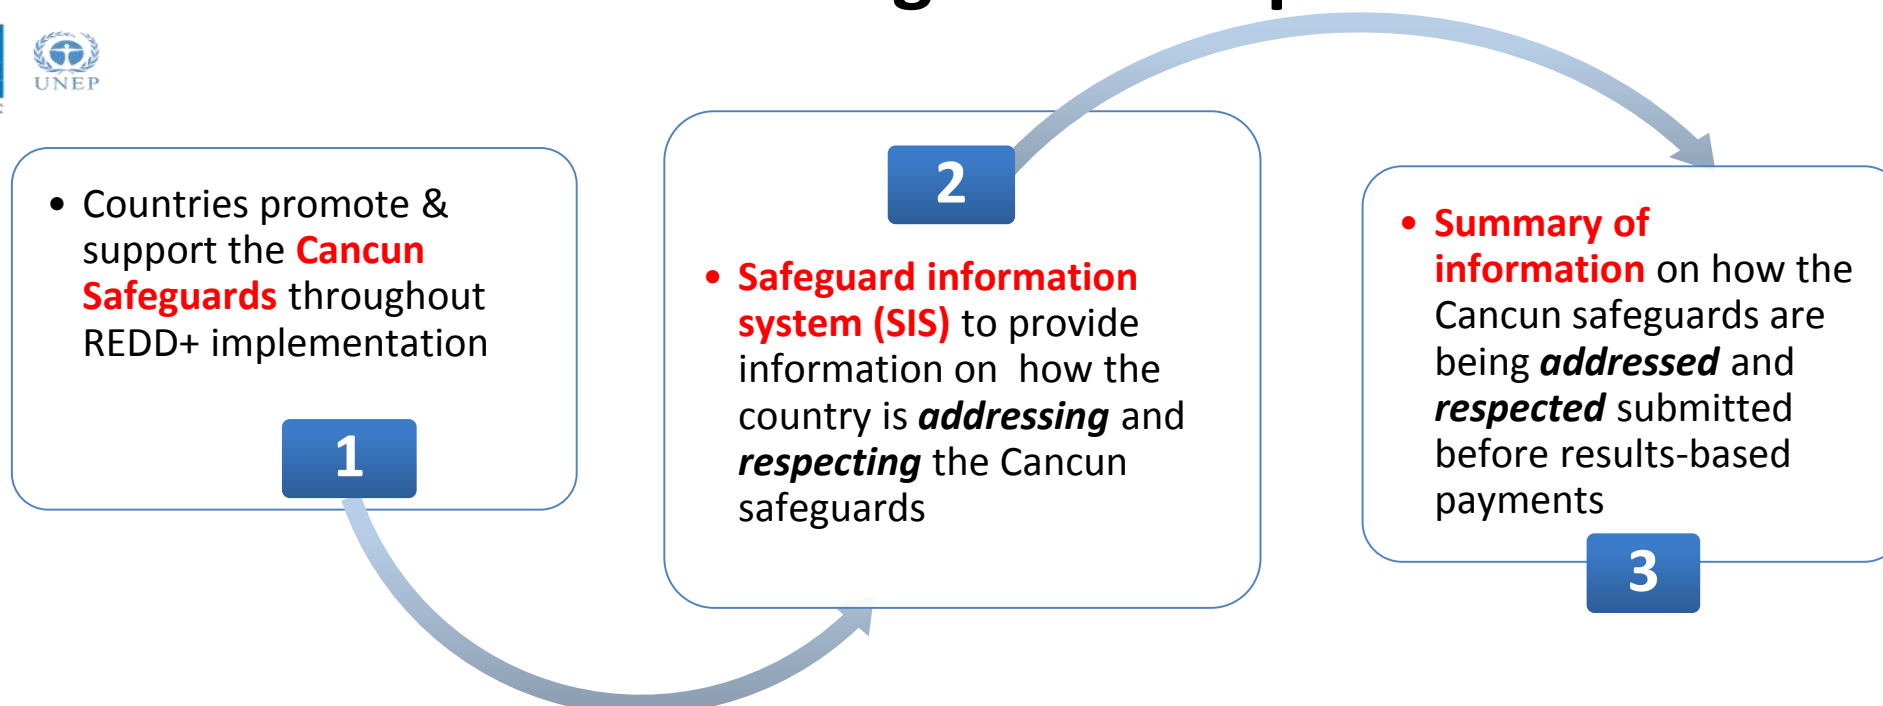 UNEP
• Countries promote &
support the Cancun
Safeguards throughout
REDD+ implementation
1
2
• Safeguard information
system (SIS) to provide
information on  how the
country is addressing and
respecting the Cancun
safeguards
• Summary of
information on how the
Cancun safeguards are
being addressed and
respected submitted
before results-based
payments
3